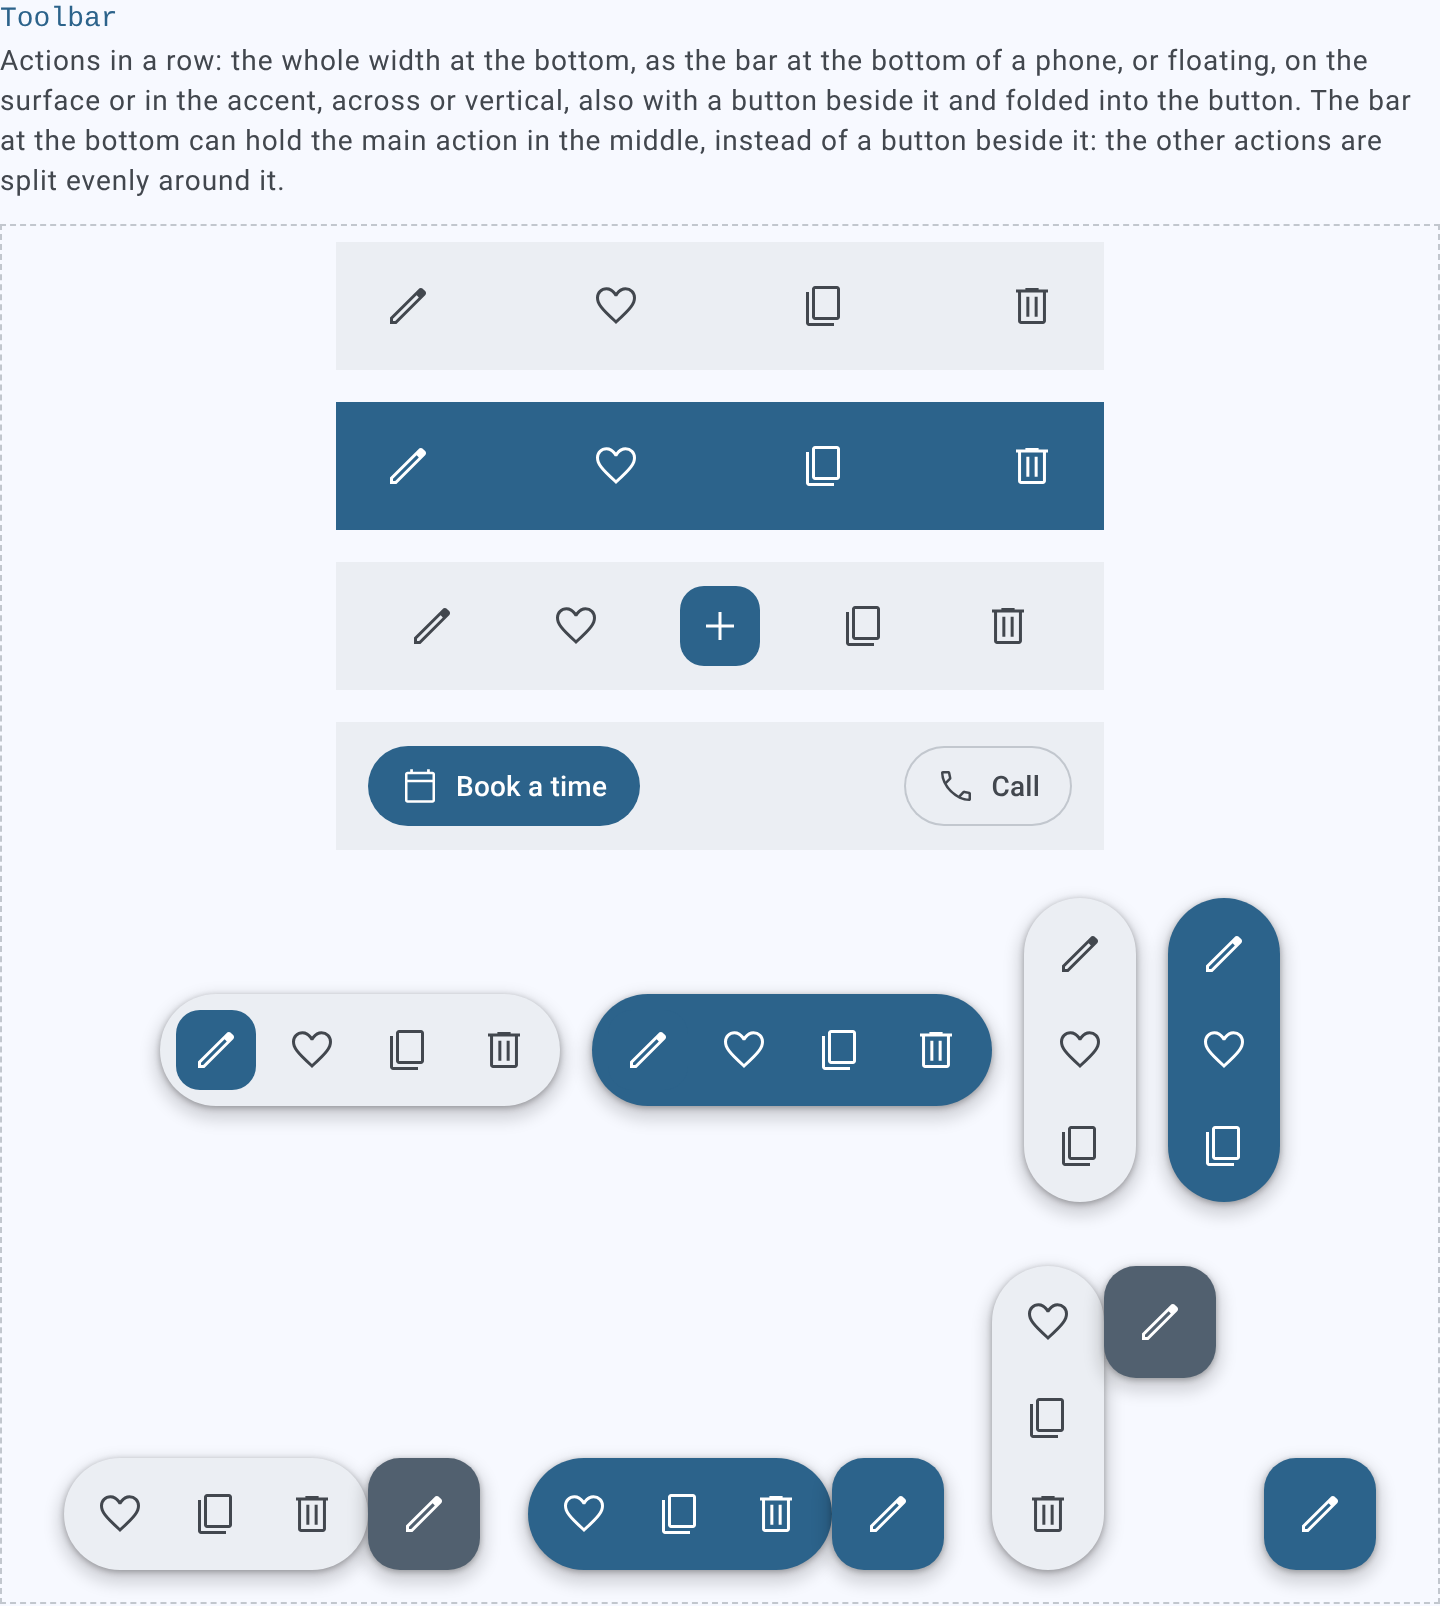 Toolbar
Actions in a row: the whole width at the bottom, as the bar at the bottom of a phone, or floating, on the
surface or in the accent, across or vertical, also with a button beside it and folded into the button. The bar
at the bottom can hold the main action in the middle, instead of a button beside it: the other actions are
split evenly around it.
Book a time
Call